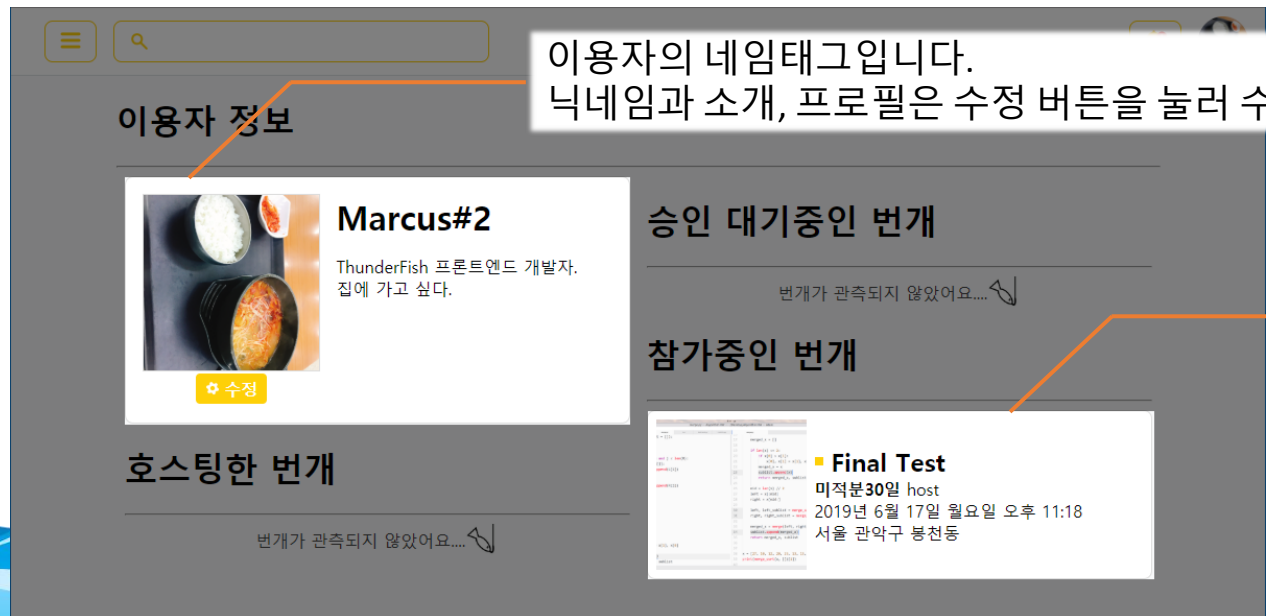 이용자의 네임태그입니다.
닉네임과 소개, 프로필은 수정 버튼을 눌러 수
이용자 정보
Marcus#2
ThunderFish 프론트엔드 개발자.
집에 가고 싶다.
수정
호스팅한 번개
번개가 관측되지 않았어요....
승인 대기중인 번개
번개가 관측되지 않았어요....
참가중인 번개
Final Test
미적분30일 host
2019년 6월 17일 월요일 오후 11:18
서울 관악구 봉천동